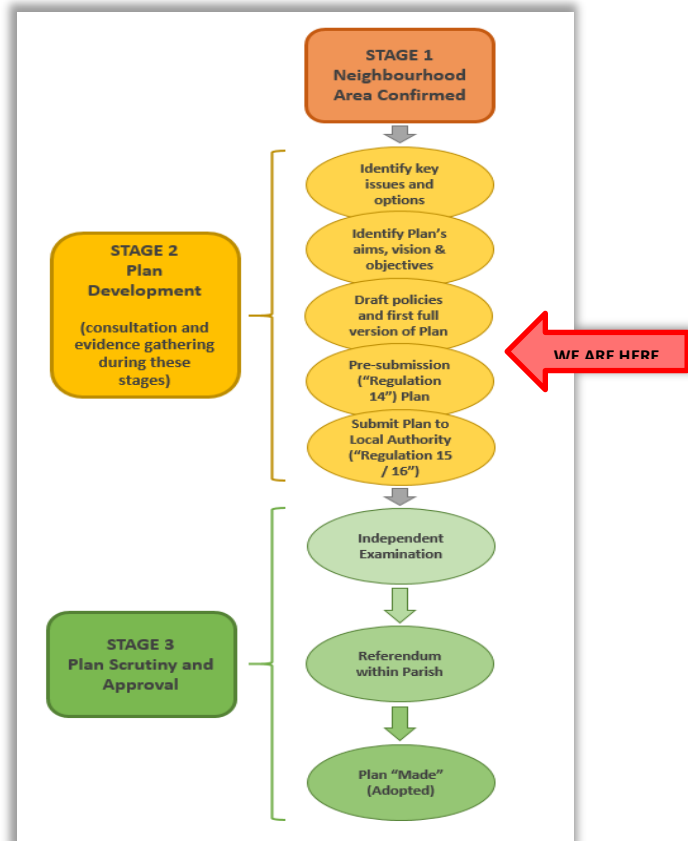 STAGE 1
Neighbourhood
Area Confirmed
Identify key
issues and
options
Identify Plan's
aims, vision &
objectives
STAGE 2
Plan
Development
(consultation and
evidence gathering
during these
stages)
Draft policies
and first full
version of Plan
WE ARE HERE
Pre-submission
("Regulation
14") Plan
Submit Plan to
Local Authority
("Regulation 15
/ 16")
Independent
Examination
STAGE 3
Plan Scrutiny and
Approval
Referendum
within Parish
Plan "Made"
(Adopted)